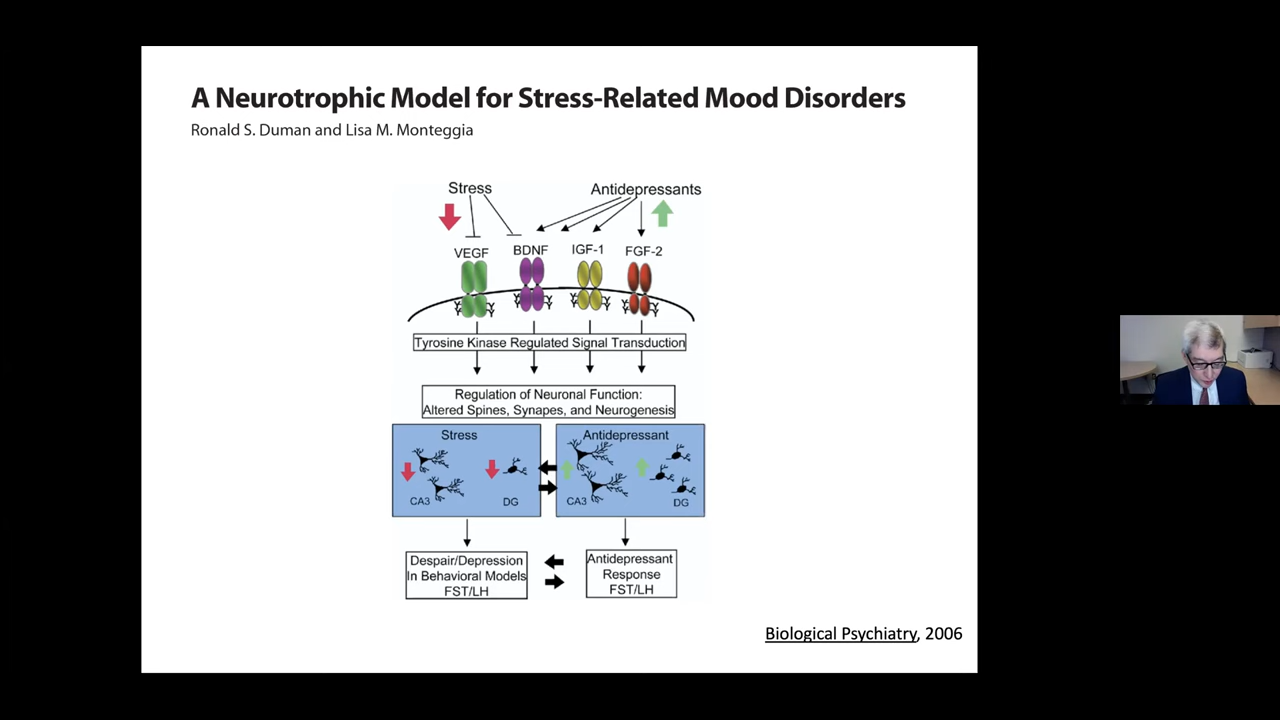 A Neurotrophic Model for Stress-Related Mood Disorders
Ronald S. Duman and Lisa M. Monteggia
Stress
Antidepressants
VEGF
BDNF
IGF-1
FGF-2
Tyrosine Kinase Regulated Signal Transduction
Regulation of Neuronal Function:
Altered Spines, Synapses, and Neurogenesis
Stress
CA3
DG
Antidepressant
CA3
DG
Despair/Depression
In Behavioral Models
FST/LH
Antidepressant
Response
FST/LH
Biological Psychiatry, 2006